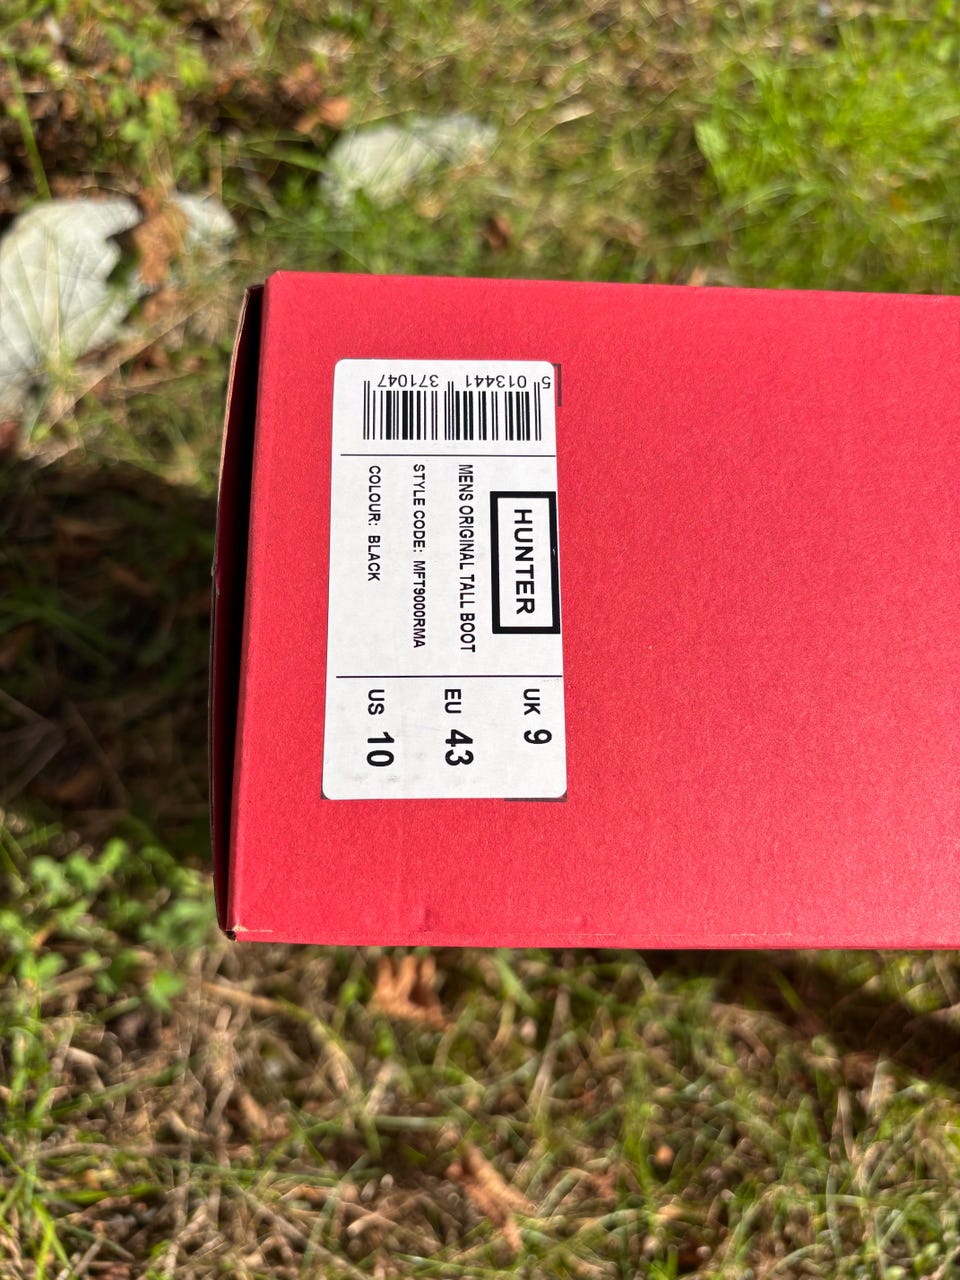 HUNTER
MENS ORIGINAL TALL BOOT
STYLE CODE: MFT9000RMA
COLOUR: BLACK
UK 9
EU 43
US 10
5 013441 371047